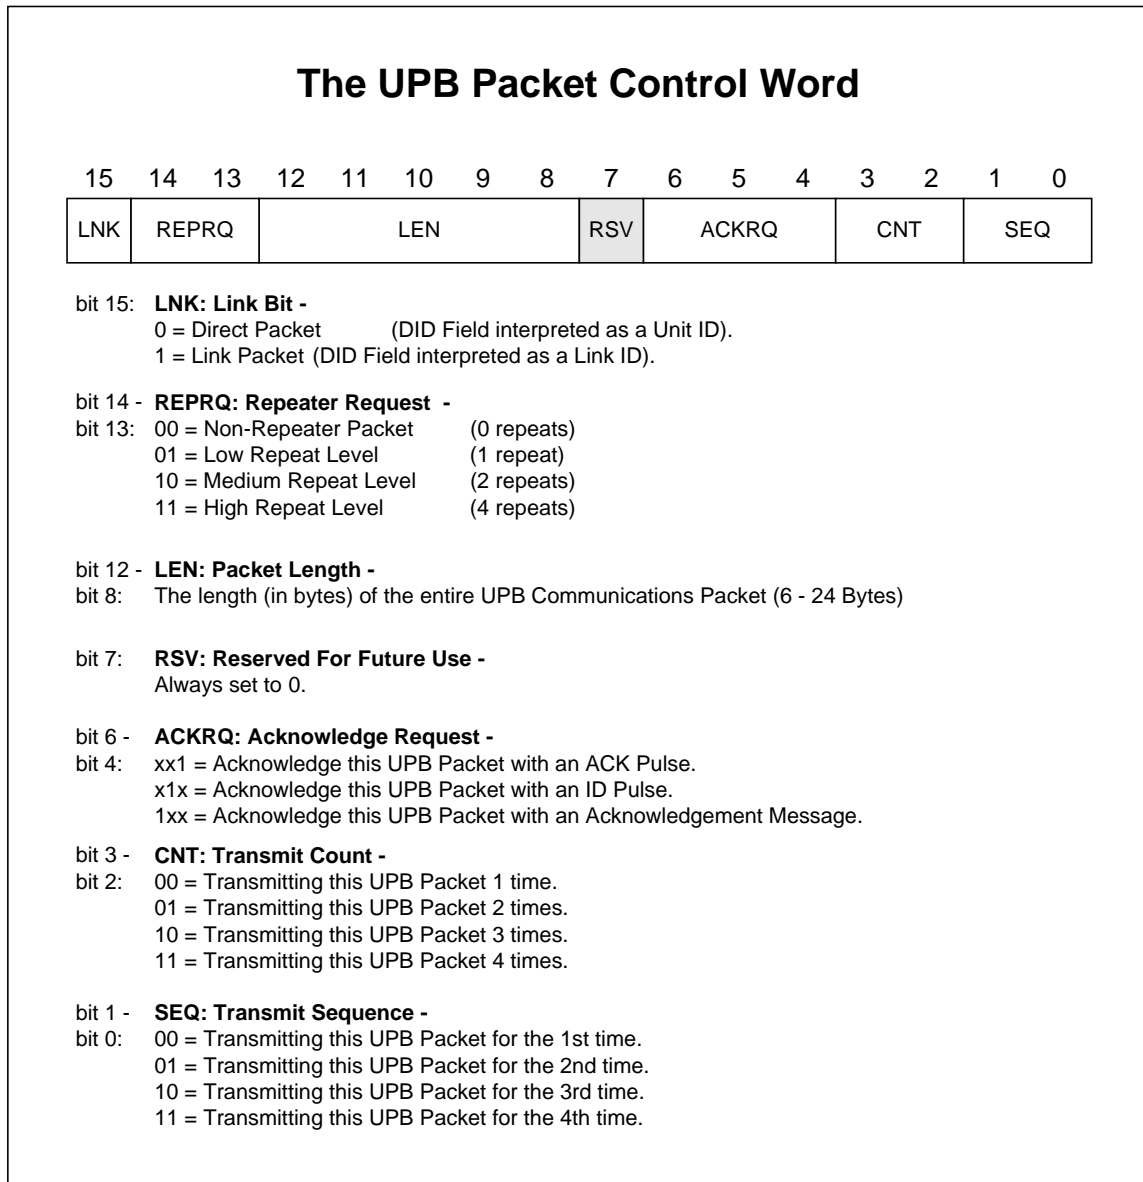 The UPB Packet Control Word
15 14 13 12 11 10 9 8 7 6 5 4 3 2 1 0
LNK REPRQ LEN RSV ACKRQ CNT SEQ
bit 15: LNK: Link Bit -
0 = Direct Packet (DID Field interpreted as a Unit ID).
1 = Link Packet (DID Field interpreted as a Link ID).
bit 14 - REPRQ: Repeater Request -
bit 13: 00 = Non-Repeater Packet (0 repeats)
01 = Low Repeat Level (1 repeat)
10 = Medium Repeat Level (2 repeats)
11 = High Repeat Level (4 repeats)
bit 12 - LEN: Packet Length -
bit 8: The length (in bytes) of the entire UPB Communications Packet (6 - 24 Bytes)
bit 7: RSV: Reserved For Future Use -
Always set to 0.
bit 6 - ACKRQ: Acknowledge Request -
bit 4: xx1 = Acknowledge this UPB Packet with an ACK Pulse.
x1x = Acknowledge this UPB Packet with an ID Pulse.
1xx = Acknowledge this UPB Packet with an Acknowledgement Message.
bit 3 - CNT: Transmit Count -
bit 2: 00 = Transmitting this UPB Packet 1 time.
01 = Transmitting this UPB Packet 2 times.
10 = Transmitting this UPB Packet 3 times.
11 = Transmitting this UPB Packet 4 times.
bit 1 - SEQ: Transmit Sequence -
bit 0: 00 = Transmitting this UPB Packet for the 1st time.
01 = Transmitting this UPB Packet for the 2nd time.
10 = Transmitting this UPB Packet for the 3rd time.
11 = Transmitting this UPB Packet for the 4th time.